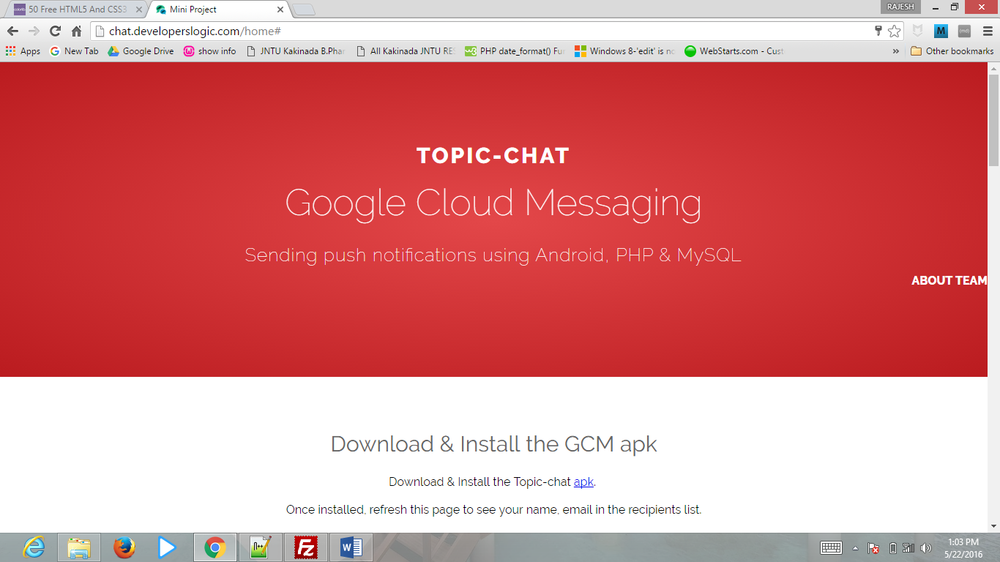 50 Free HTML5 And CSS3
Mini Project
RAJESH
chat.developerslogic.com/home#
Apps
New Tab
Google Drive
show info
JNTU Kakinada B.Phar
All Kakinada JNTU RES
PHP date_format() Fun
Windows 8-'edit' is no
WebStarts.com - Cust
»
Other bookmarks
TOPIC-CHAT
Google Cloud Messaging
Sending push notifications using Android, PHP & MySQL
ABOUT TEAM
Download & Install the GCM apk
Download & Install the Topic-chat apk.
Once installed, refresh this page to see your name, email in the recipients list.
1:03 PM
5/22/2016